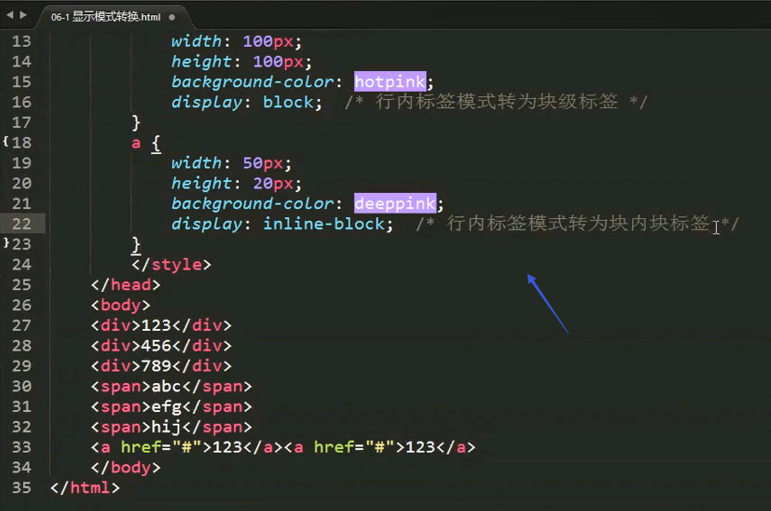 06-1 显示模式转换.html
13 width: 100px;
14 height: 100px;
15 background-color: hotpink;
16 display: block; /* 行内标签模式转为块级标签 */
17 }
18 a {
19 width: 50px;
20 height: 20px;
21 background-color: deeppink;
22 display: inline-block; /* 行内标签模式转为块内块标签 */
23 }
24 </style>
25 </head>
26 <body>
27 <div>123</div>
28 <div>456</div>
29 <div>789</div>
30 <span>abc</span>
31 <span>efg</span>
32 <span>hij</span>
33 <a href="#">123</a><a href="#">123</a>
34 </body>
35 </html>